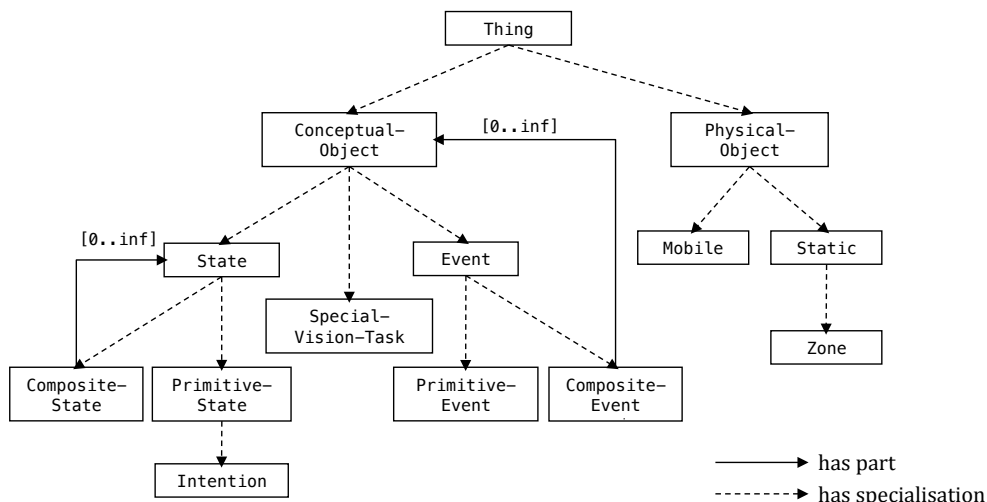 Thing
Conceptual–
Object
[0..inf]
Physical–
Object
[0..inf]
State
Event
Mobile
Static
Special–
Vision–Task
Zone
Composite–
State
Primitive–
State
Primitive–
Event
Composite–
Event
Intention
has part
has specialisation